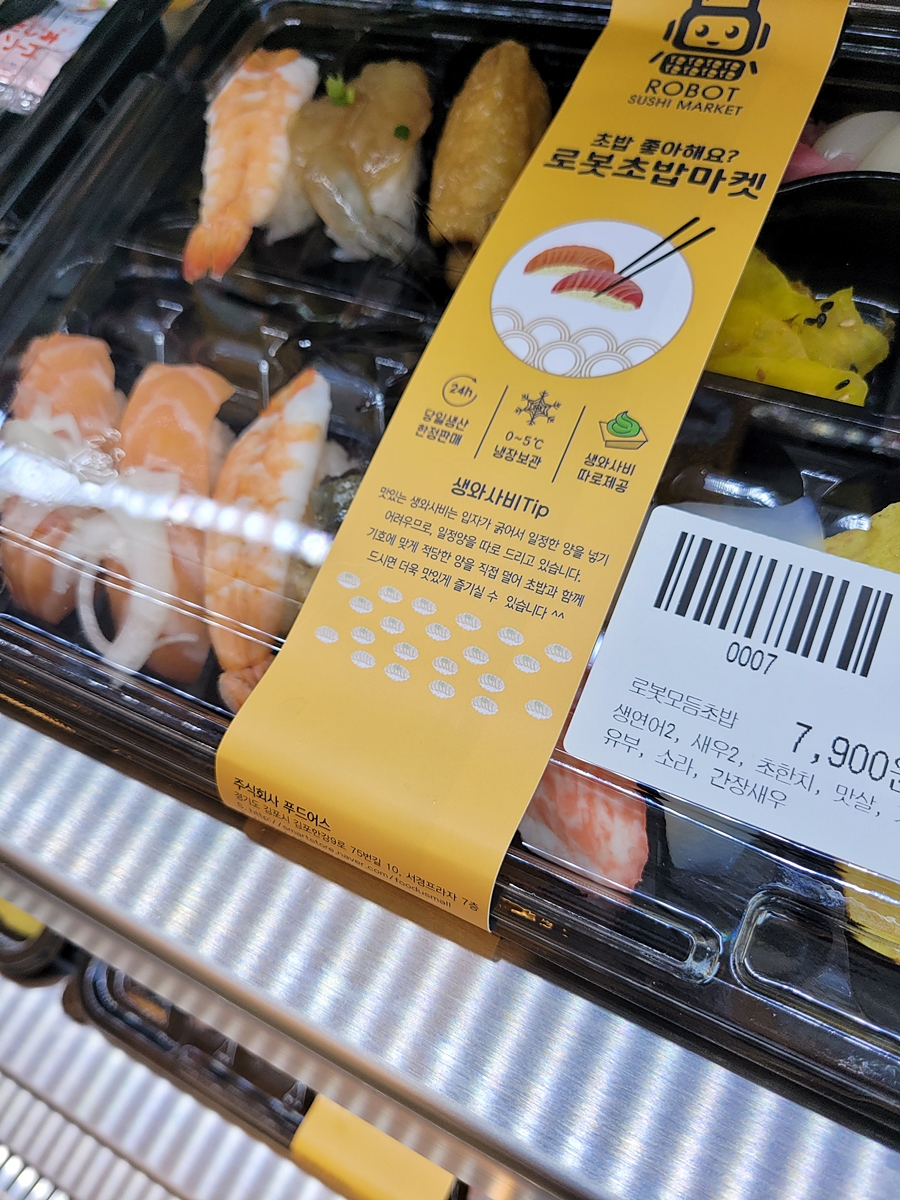 ROBOT
SUSHI MARKET
초밥 좋아해요?
로봇초밥마켓
24h
당일생산
한정판매
0~5℃
냉장보관
생와사비
따로제공
생와사비Tip
맛있는 생와사비는 입자가 굵어서 일정한 양을 넣기
어려우므로, 일정양을 따로 드리고 있습니다.
기호에 맞게 적당한 양을 직접 덜어 초밥과 함께
드시면 더욱 맛있게 즐기실 수 있습니다 ^^
주식회사 푸드어스
경기도 김포시 김포한강9로 75번길 10, 서경프라자 7층
http://smartstore.naver.com/foodusmall
0007
로봇모듬초밥
7,900원
생연어2, 새우2, 초한치, 맛살,
유부, 소라, 간장새우